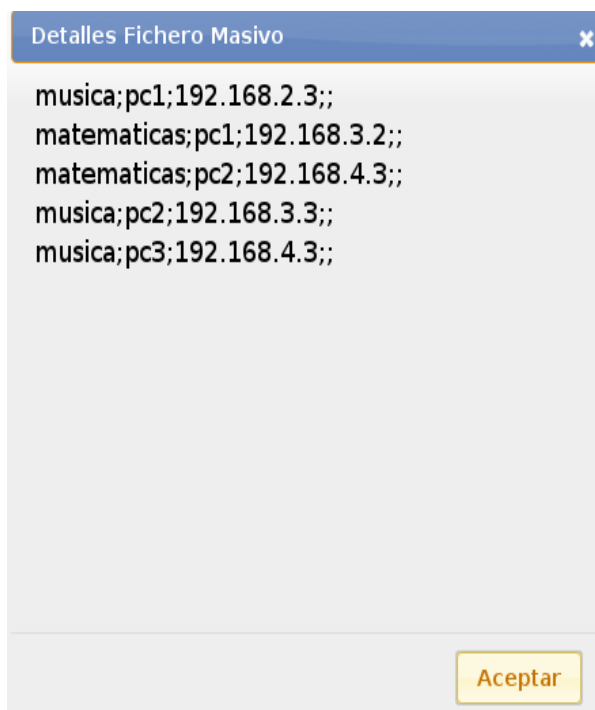 Detalles Fichero Masivo
musica;pc1;192.168.2.3;;
matematicas;pc1;192.168.3.2;;
matematicas;pc2;192.168.4.3;;
musica;pc2;192.168.3.3;;
musica;pc3;192.168.4.3;;
Aceptar